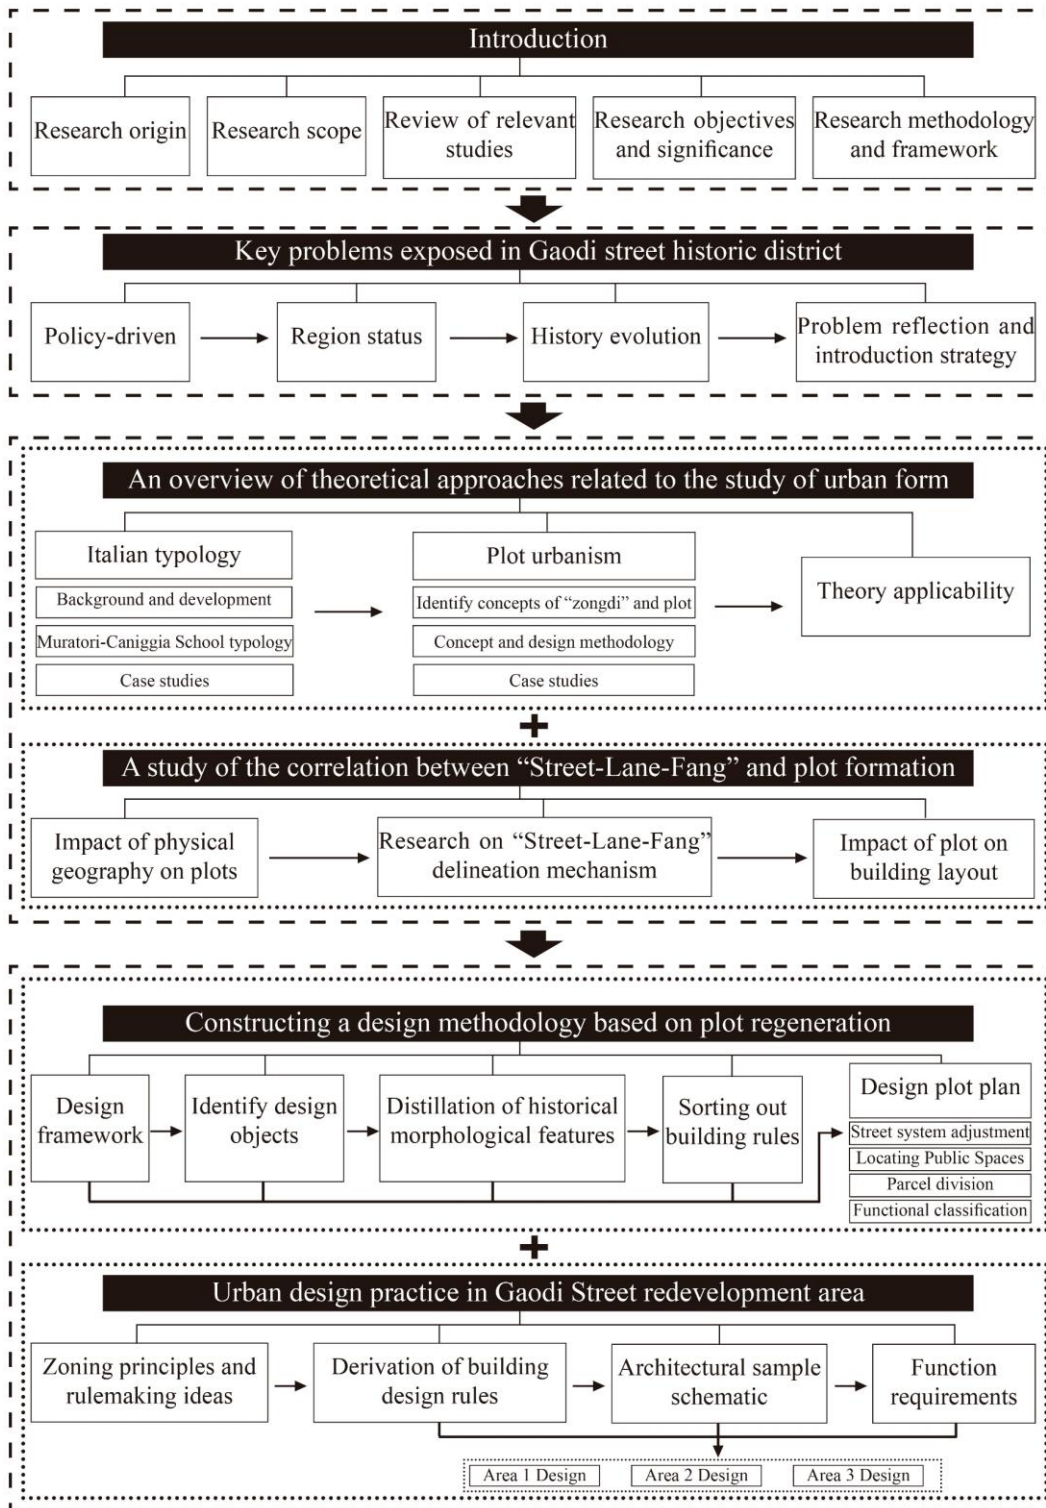 Introduction
Research origin
Research scope
Review of relevant
studies
Research objectives
and significance
Research methodology
and framework
Key problems exposed in Gaodi street historic district
Policy-driven
Region status
History evolution
Problem reflection and
introduction strategy
An overview of theoretical approaches related to the study of urban form
Italian typology
Background and development
Muratori-Caniggia School typology
Case studies
Plot urbanism
Identify concepts of “zongdi” and plot
Concept and design methodology
Case studies
Theory applicability
+
A study of the correlation between “Street-Lane-Fang” and plot formation
Impact of physical
geography on plots
Research on “Street-Lane-Fang”
delineation mechanism
Impact of plot on
building layout
Constructing a design methodology based on plot regeneration
Design
framework
Identify design
objects
Distillation of historical
morphological features
Sorting out
building rules
Design plot plan
Street system adjustment
Locating Public Spaces
Parcel division
Functional classification
+
Urban design practice in Gaodi Street redevelopment area
Zoning principles and
rulemaking ideas
Derivation of building
design rules
Architectural sample
schematic
Function
requirements
Area 1 Design
Area 2 Design
Area 3 Design